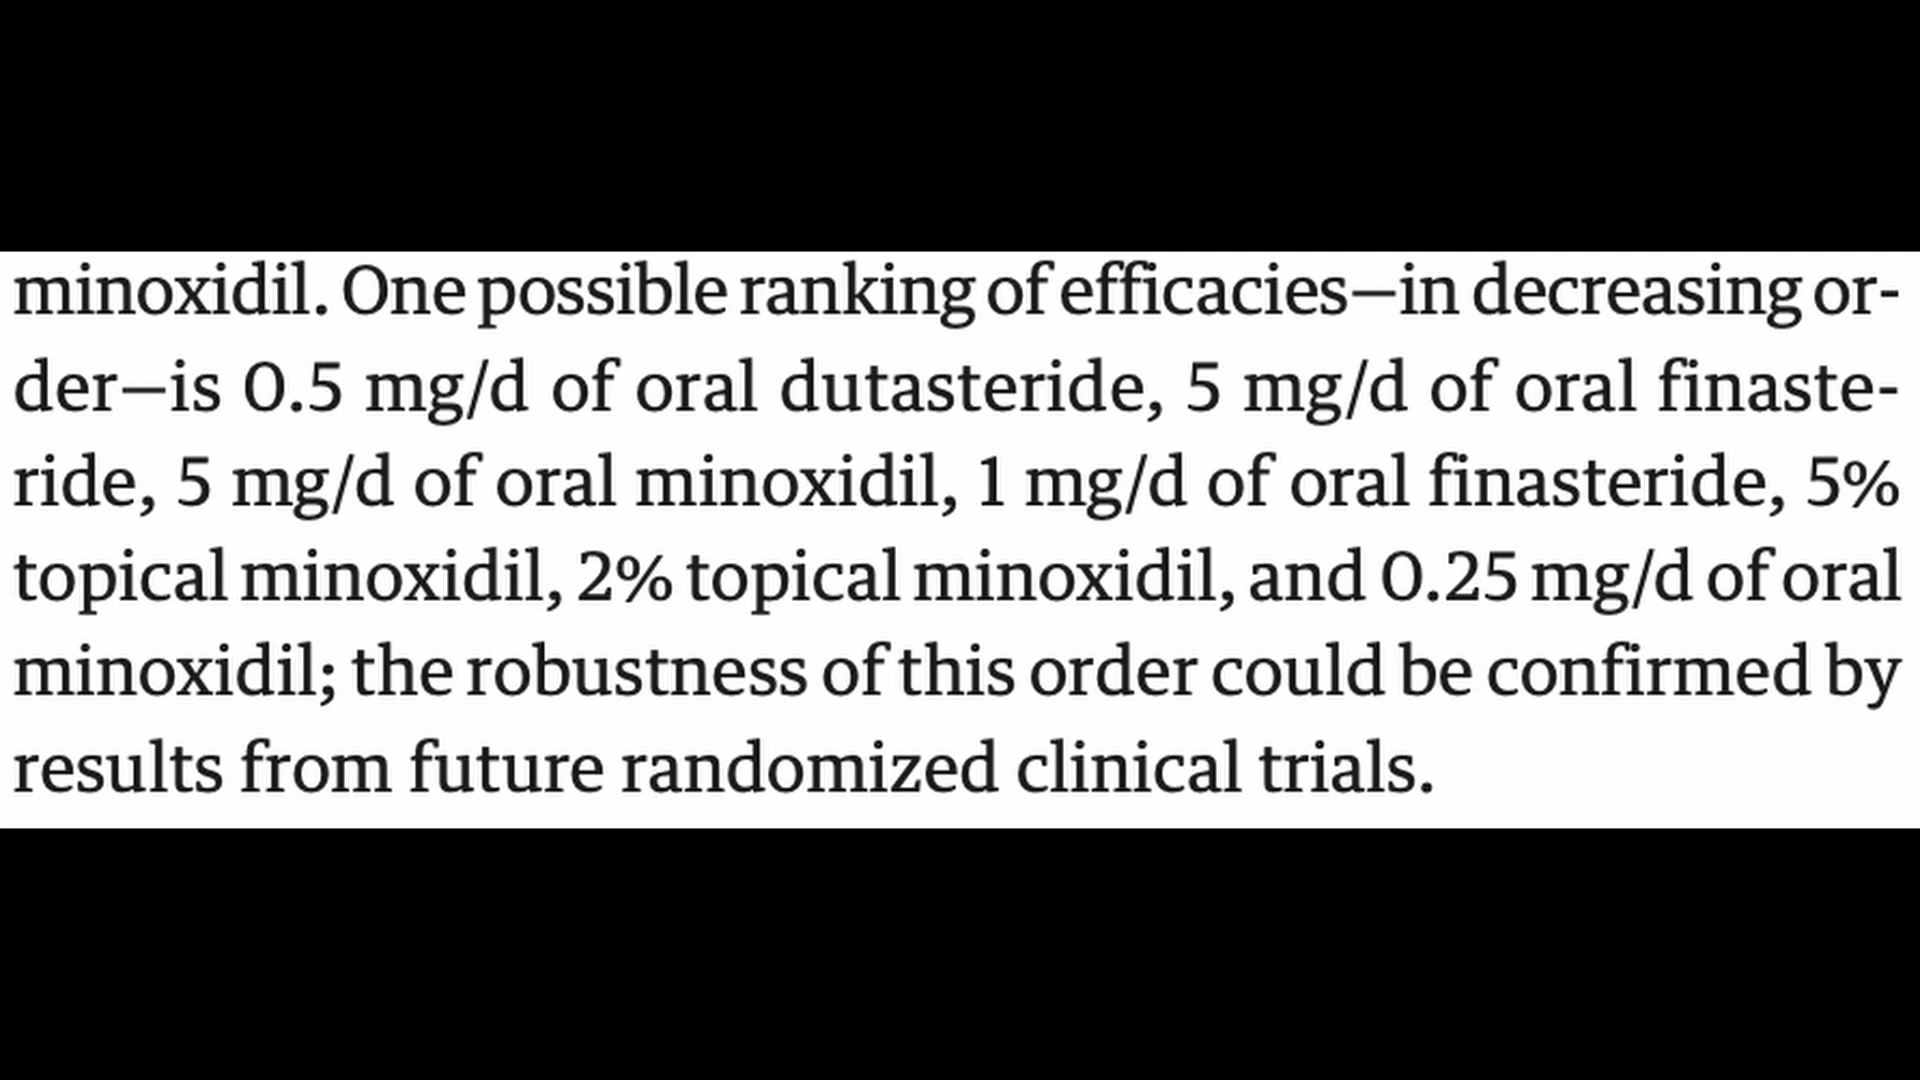 minoxidil. One possible ranking of efficacies—in decreasing or-
der—is 0.5 mg/d of oral dutasteride, 5 mg/d of oral finaste-
ride, 5 mg/d of oral minoxidil, 1 mg/d of oral finasteride, 5%
topical minoxidil, 2% topical minoxidil, and 0.25 mg/d of oral
minoxidil; the robustness of this order could be confirmed by
results from future randomized clinical trials.